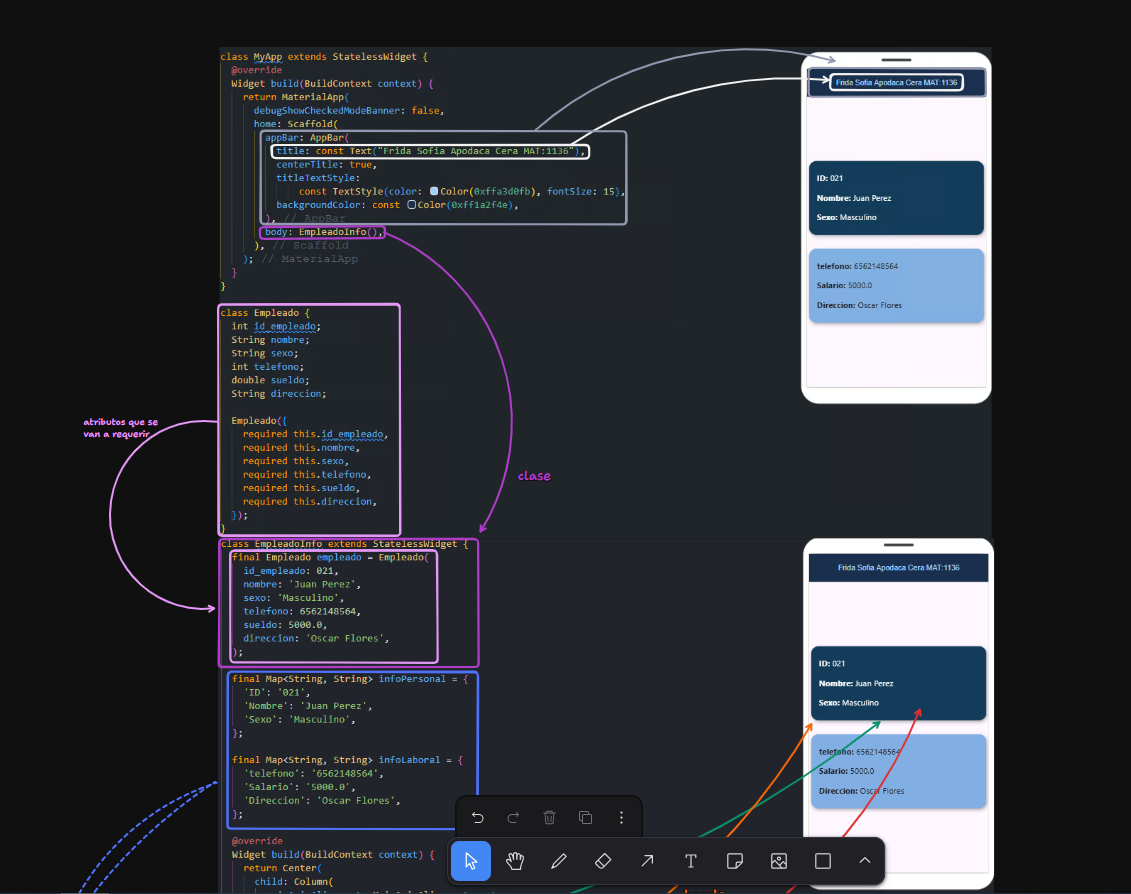 class MyApp extends StatelessWidget {
@override
Widget build(BuildContext context) {
return MaterialApp(
debugShowCheckedModeBanner: false,
home: Scaffold(
appBar: AppBar(
title: const Text("Frida Sofia Apodaca Cera MAT:1136"),
centerTitle: true,
titleTextStyle:
const TextStyle(color: Color(0xffa3d0fb), fontSize: 15),
backgroundColor: const Color(0xff1a2f4e),
), // AppBar
body: EmpleadoInfo(),
), // Scaffold
); // MaterialApp
}
}
class Empleado {
int id_empleado;
String nombre;
String sexo;
int telefono;
double sueldo;
String direccion;
Empleado({
required this.id_empleado,
required this.nombre,
required this.sexo,
required this.telefono,
required this.sueldo,
required this.direccion,
});
}
atributos que se
van a requerir
clase
class EmpleadoInfo extends StatelessWidget {
final Empleado empleado = Empleado(
id_empleado: 021,
nombre: 'Juan Perez',
sexo: 'Masculino',
telefono: 6562148564,
sueldo: 5000.0,
direccion: 'Oscar Flores',
);
final Map<String, String> infoPersonal = {
'ID': '021',
'Nombre': 'Juan Perez',
'Sexo': 'Masculino',
};
final Map<String, String> infoLaboral = {
'telefono': '6562148564',
'Salario': '5000.0',
'Direccion': 'Oscar Flores',
};
@override
Widget build(BuildContext context) {
return Center(
child: Column(
Frida Sofia Apodaca Cera MAT:1136
ID: 021
Nombre: Juan Perez
Sexo: Masculino
telefono: 6562148564
Salario: 5000.0
Direccion: Oscar Flores
Frida Sofia Apodaca Cera MAT:1136
ID: 021
Nombre: Juan Perez
Sexo: Masculino
telefono: 6562148564
Salario: 5000.0
Direccion: Oscar Flores
T